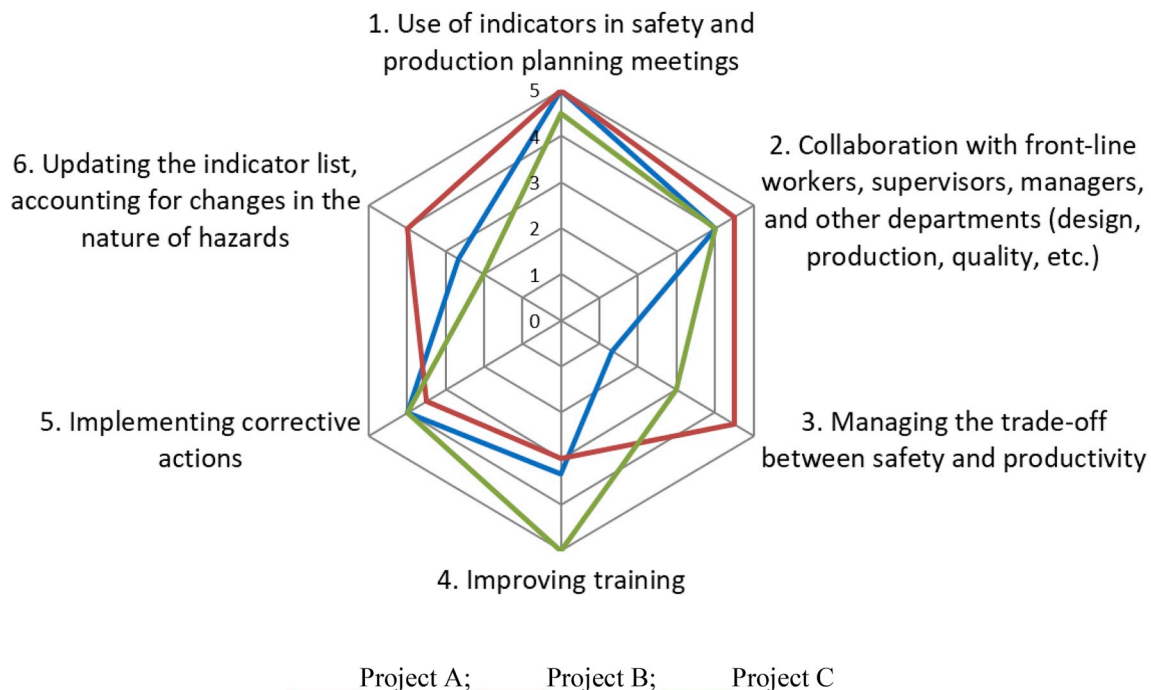 1. Use of indicators in safety and
production planning meetings
5
4
3
2
1
0
2. Collaboration with front-line
workers, supervisors, managers,
and other departments (design,
production, quality, etc.)
3. Managing the trade-off
between safety and productivity
4. Improving training
5. Implementing corrective
actions
6. Updating the indicator list,
accounting for changes in the
nature of hazards
Project A; Project B; Project C